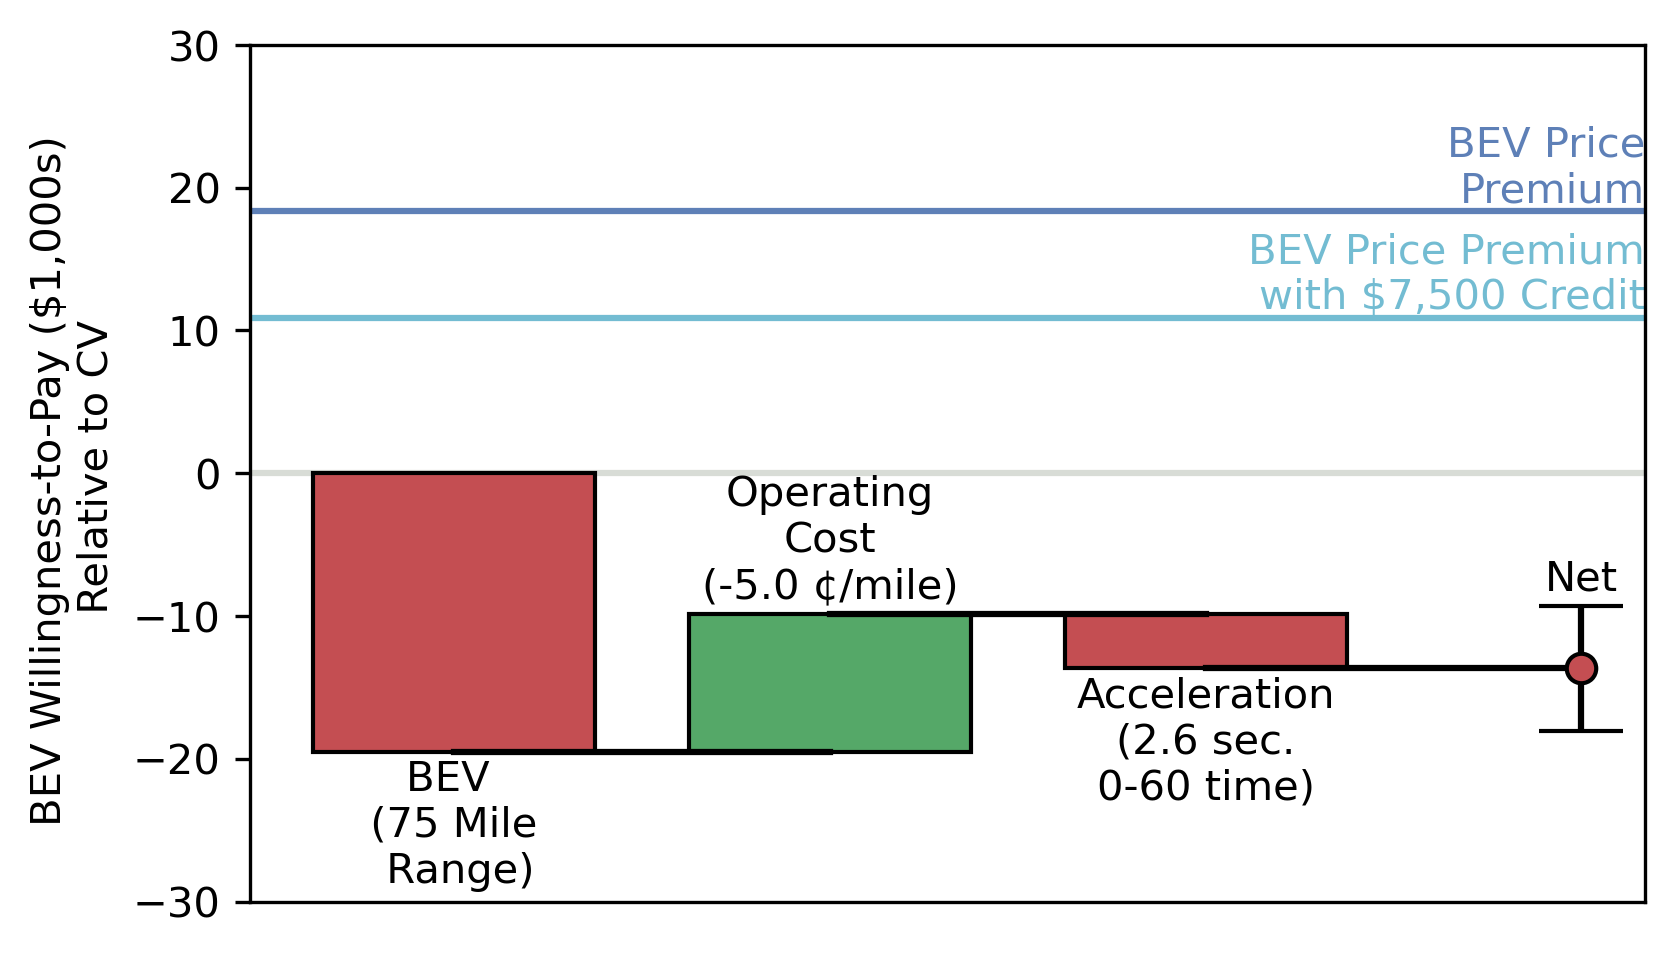 BEV Willingness-to-Pay ($1,000s)
Relative to CV
30
20
10
0
−10
−20
−30
BEV Price
Premium
BEV Price Premium
with $7,500 Credit
BEV
(75 Mile
Range)
Operating
Cost
(-5.0 ¢/mile)
Acceleration
(2.6 sec.
0-60 time)
Net